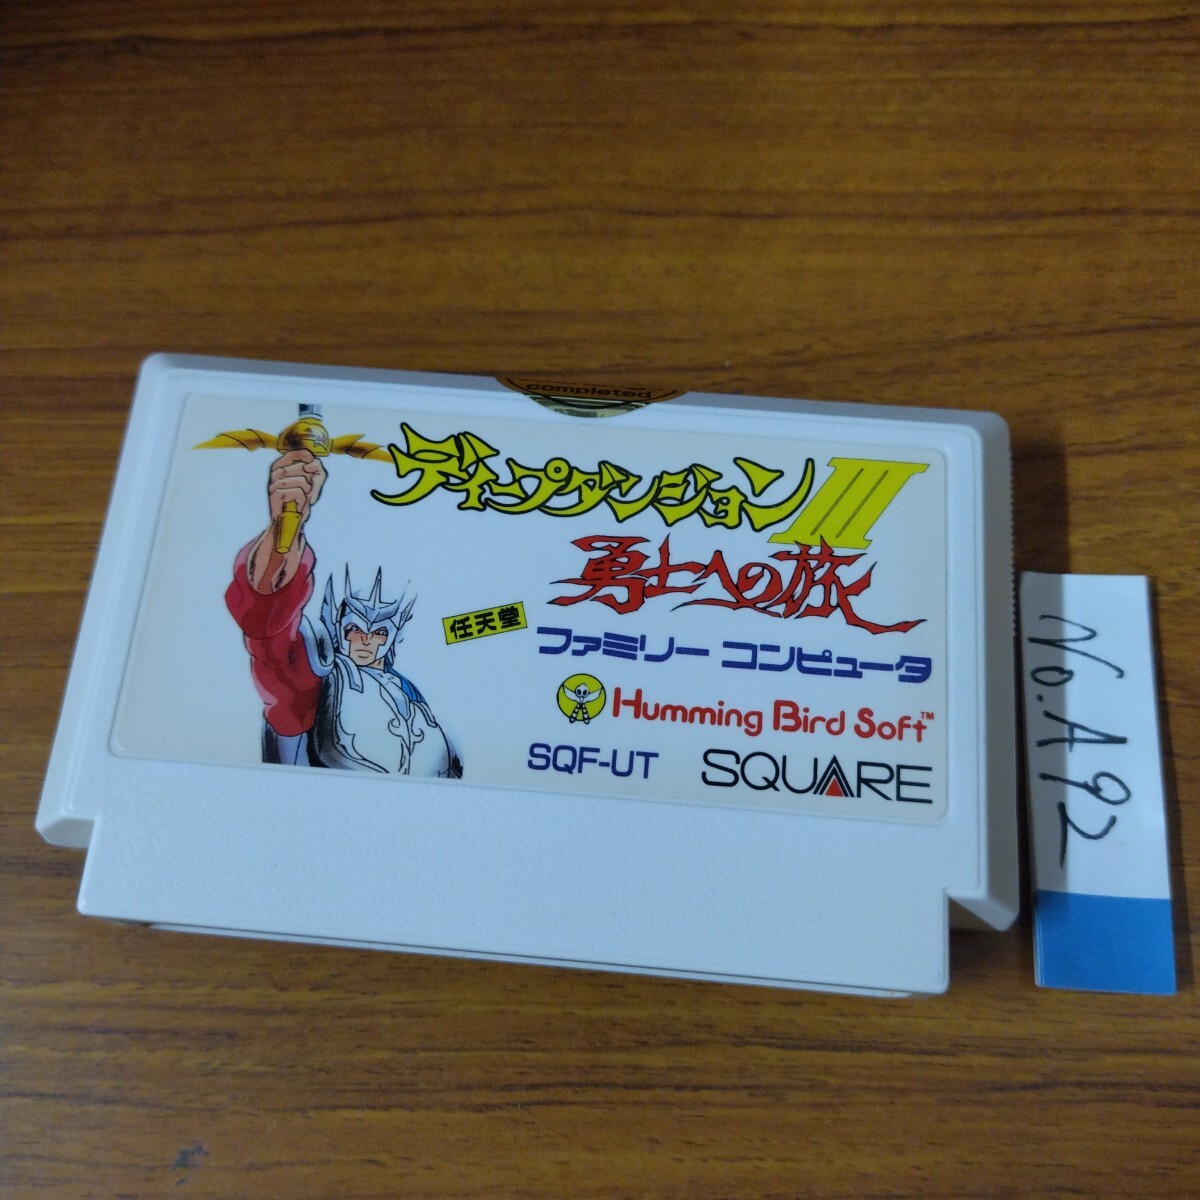 completed
ディープダンジョンIII
勇士への旅
任天堂
ファミリー コンピュータ
Humming Bird Soft™
SQF-UT SQUARE
No. A92